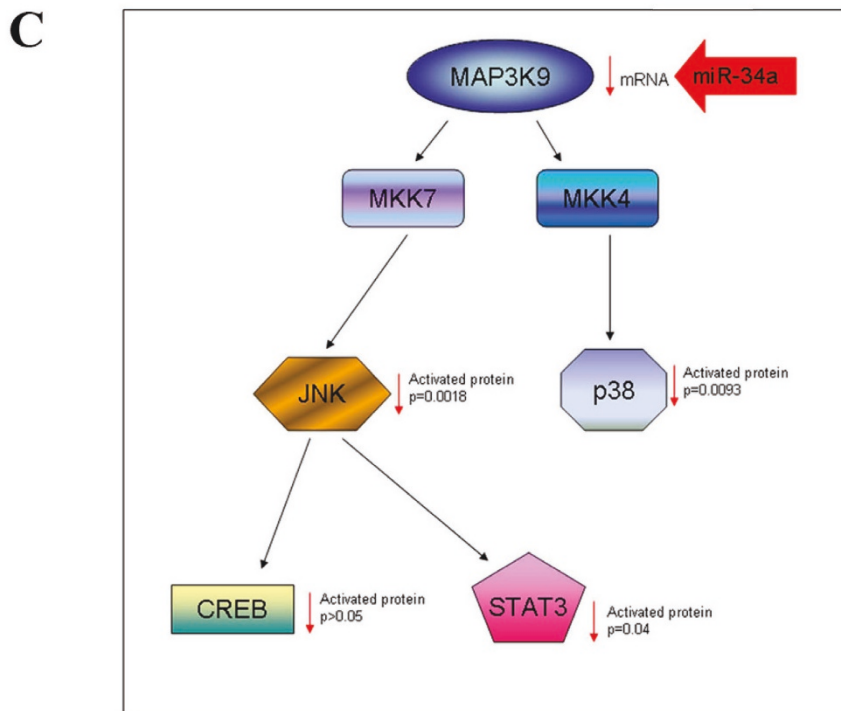 C
MAP3K9
mRNA
miR-34a
MKK7
MKK4
JNK
Activated protein
p=0.0018
p38
Activated protein
p=0.0093
CREB
Activated protein
p>0.05
STAT3
Activated protein
p=0.04